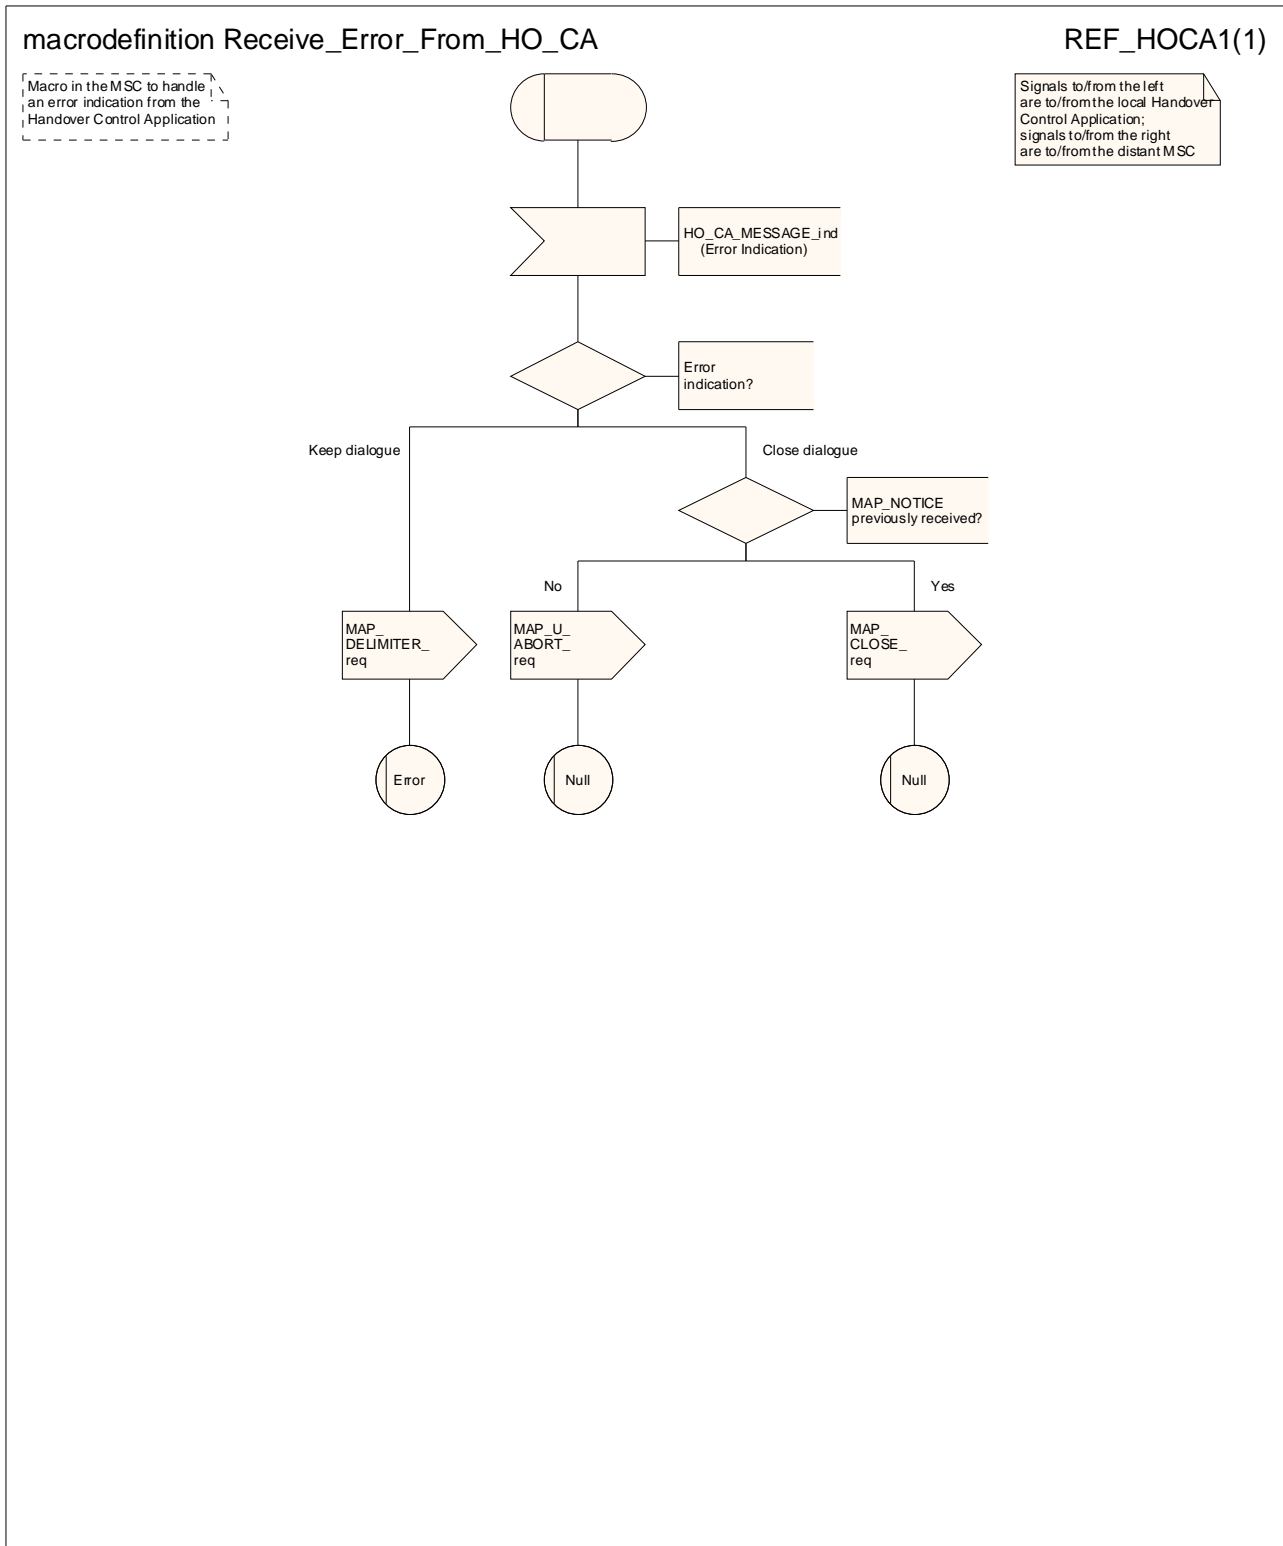 macrodefinition Receive_Error_From_HO_CA
REF_HOCA1(1)
Macro in the MSC to handle
an error indication from the
Handover Control Application
Signals to/from the left
are to/from the local Handover
Control Application;
signals to/from the right
are to/from the distant MSC
HO_CA_MESSAGE_ind
(Error Indication)
Error
indication?
Keep dialogue
Close dialogue
MAP_NOTICE
previously received?
No
Yes
MAP_
DELIMITER_
req
MAP_U_
ABORT_
req
MAP_
CLOSE_
req
Error
Null
Null